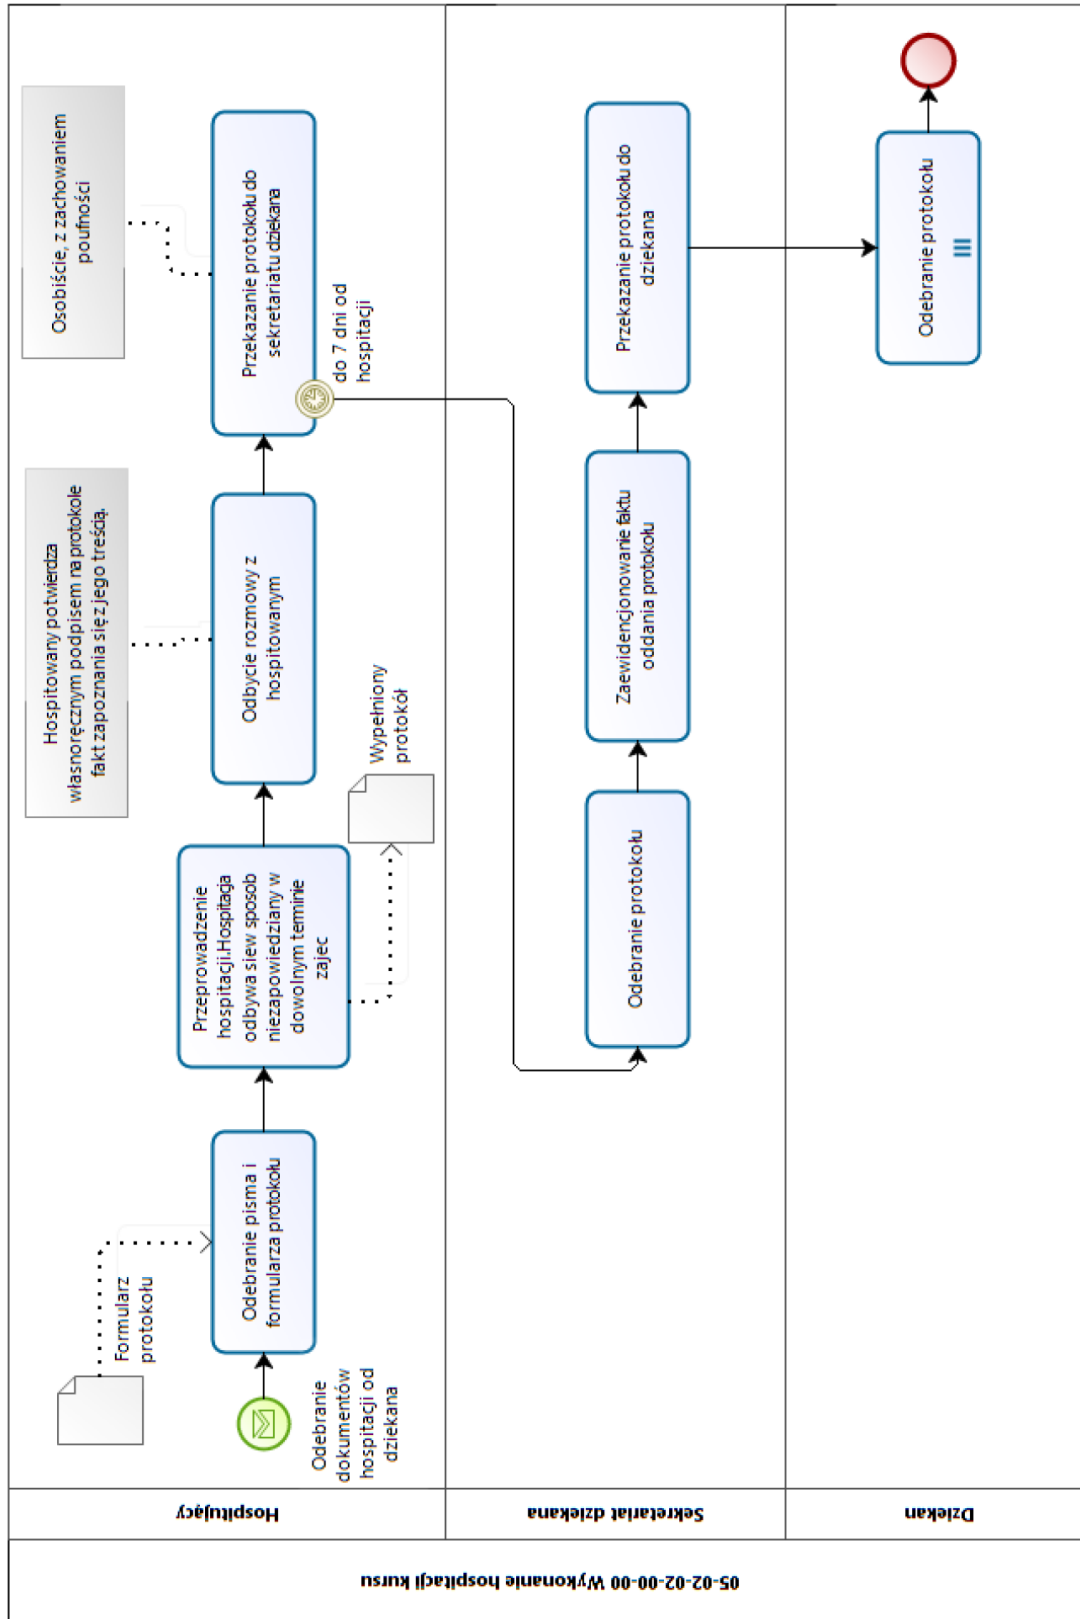 05-02-02-00-00 Wykonanie hospitacji kursu
Hospitujący
Odebranie
dokumentów
hospitacji od
dziekana
Formularz
protokołu
Odebranie pisma i
formularza protokołu
Przeprowadzenie
hospitacji.Hospitacja
odbywa siew sposob
niezapowiedziany w
dowolnym terminie
zajec
Wypełniony
protokół
Odbycie rozmowy z
hospitowanym
Hospitowany potwierdza
własnoręcznym podpisem na protokole
fakt zapoznania się z jego treścią.
Przekazanie protokołu do
sekretariatu dziekana
do 7 dni od
hospitacji
Osobiście, z zachowaniem
poufności
Sekretariat dziekana
Odebranie protokołu
Zaewidencjonowanie faktu
oddania protokołu
Przekazanie protokołu do
dziekana
Dziekan
Odebranie protokołu